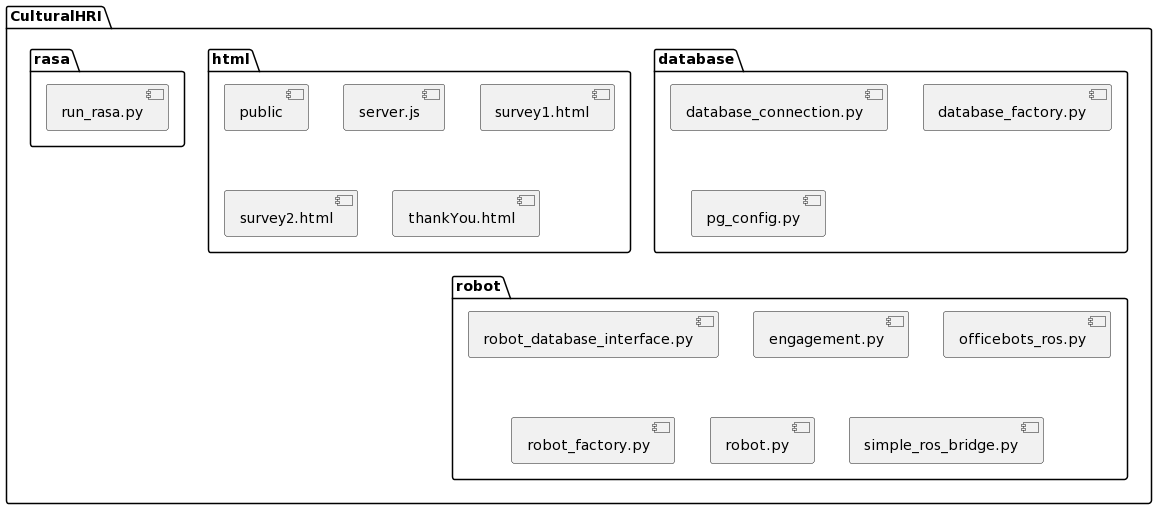 CulturalHRI
rasa
run_rasa.py
html
public
server.js
survey1.html
survey2.html
thankYou.html
database
database_connection.py
database_factory.py
pg_config.py
robot
robot_database_interface.py
engagement.py
officebots_ros.py
robot_factory.py
robot.py
simple_ros_bridge.py